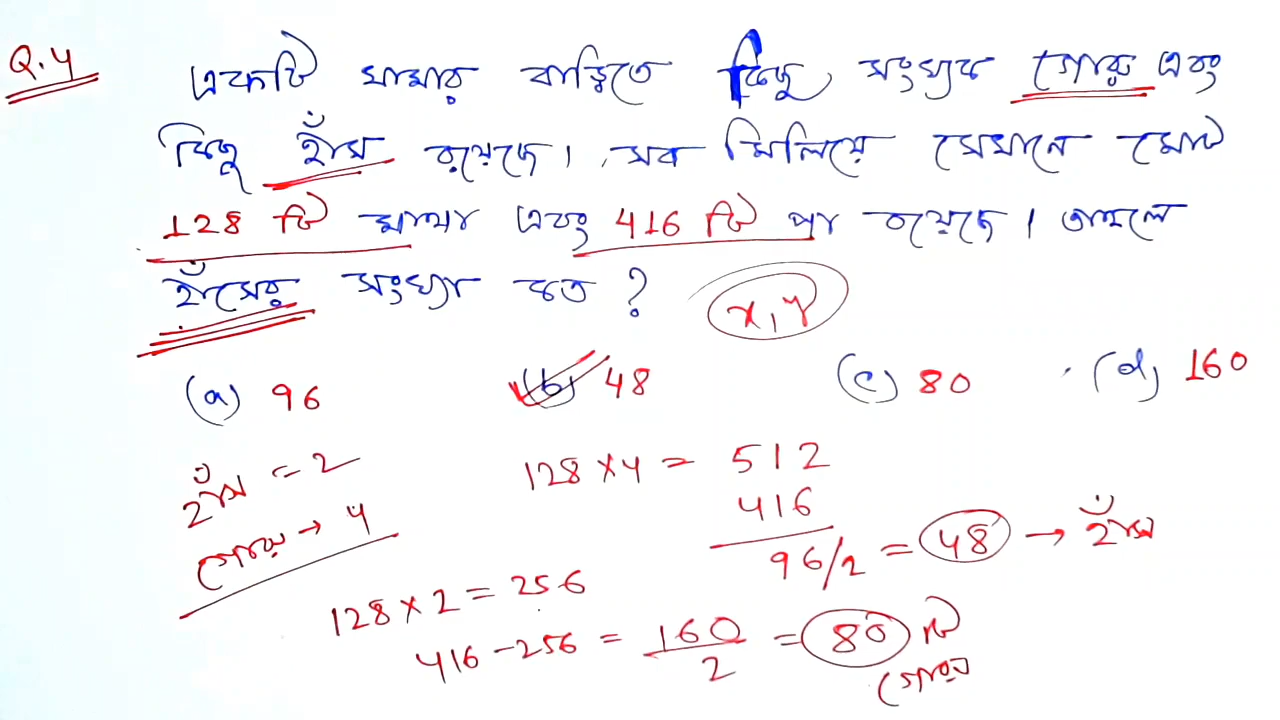 Q.4 একটি খামার বাড়িতে কিছু সংখ্যক গোরু এবং
কিছু হাঁস রয়েছে। সব মিলিয়ে সেখানে মোট
128 টি মাথা এবং 416 টি পা রয়েছে। তাহলে
হাঁসের সংখ্যা কত ?
x, y
(a) 96 (b) 48 (c) 80 (d) 160
হাঁস = 2
গোরু → 4
128 × 4 = 512
416
96/2 = 48 → হাঁস
128 × 2 = 256
416 - 256 = 160/2 = 80 টি
গোরু